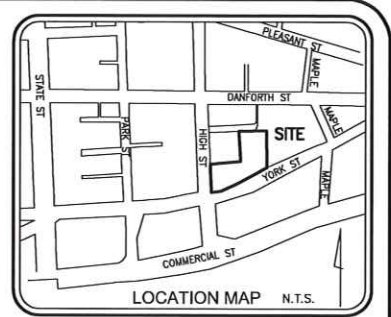 PLEASANT ST
MAPLE
STATE ST
DANFORTH ST
MAPLE
PARK ST
HIGH ST
SITE
YORK ST
MAPLE
COMMERCIAL ST
LOCATION MAP N.T.S.